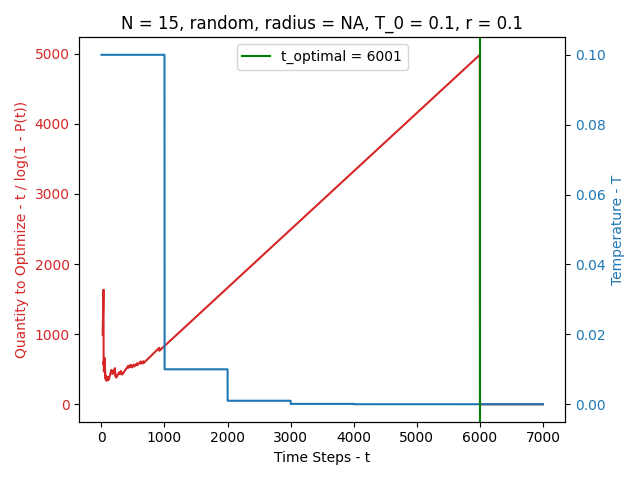 N = 15, random, radius = NA, T_0 = 0.1, r = 0.1
t_optimal = 6001
Quantity to Optimize - t / log(1 - P(t))
5000
4000
3000
2000
1000
0
0.10
0.08
0.06
0.04
0.02
0.00
Temperature - T
0 1000 2000 3000 4000 5000 6000 7000
Time Steps - t